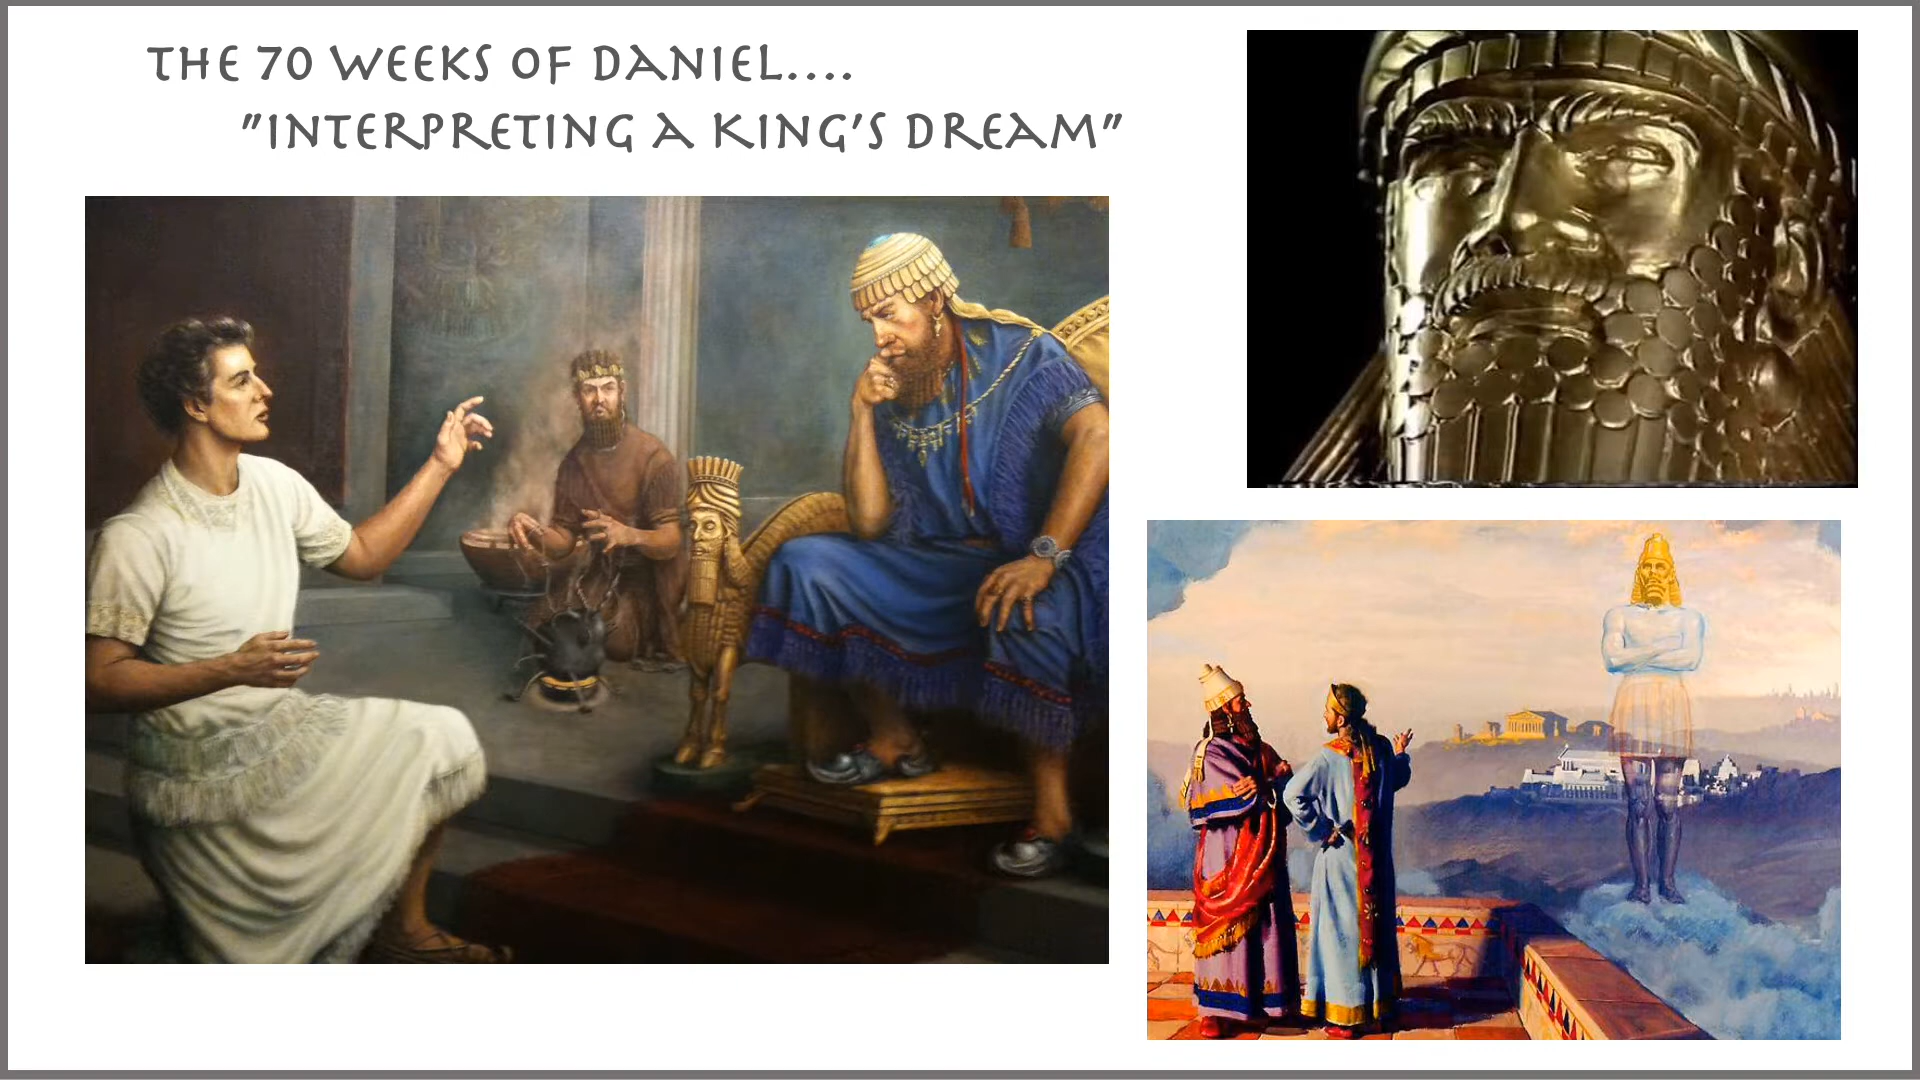 THE 70 WEEKS OF DANIEL....
"INTERPRETING A KING'S DREAM"